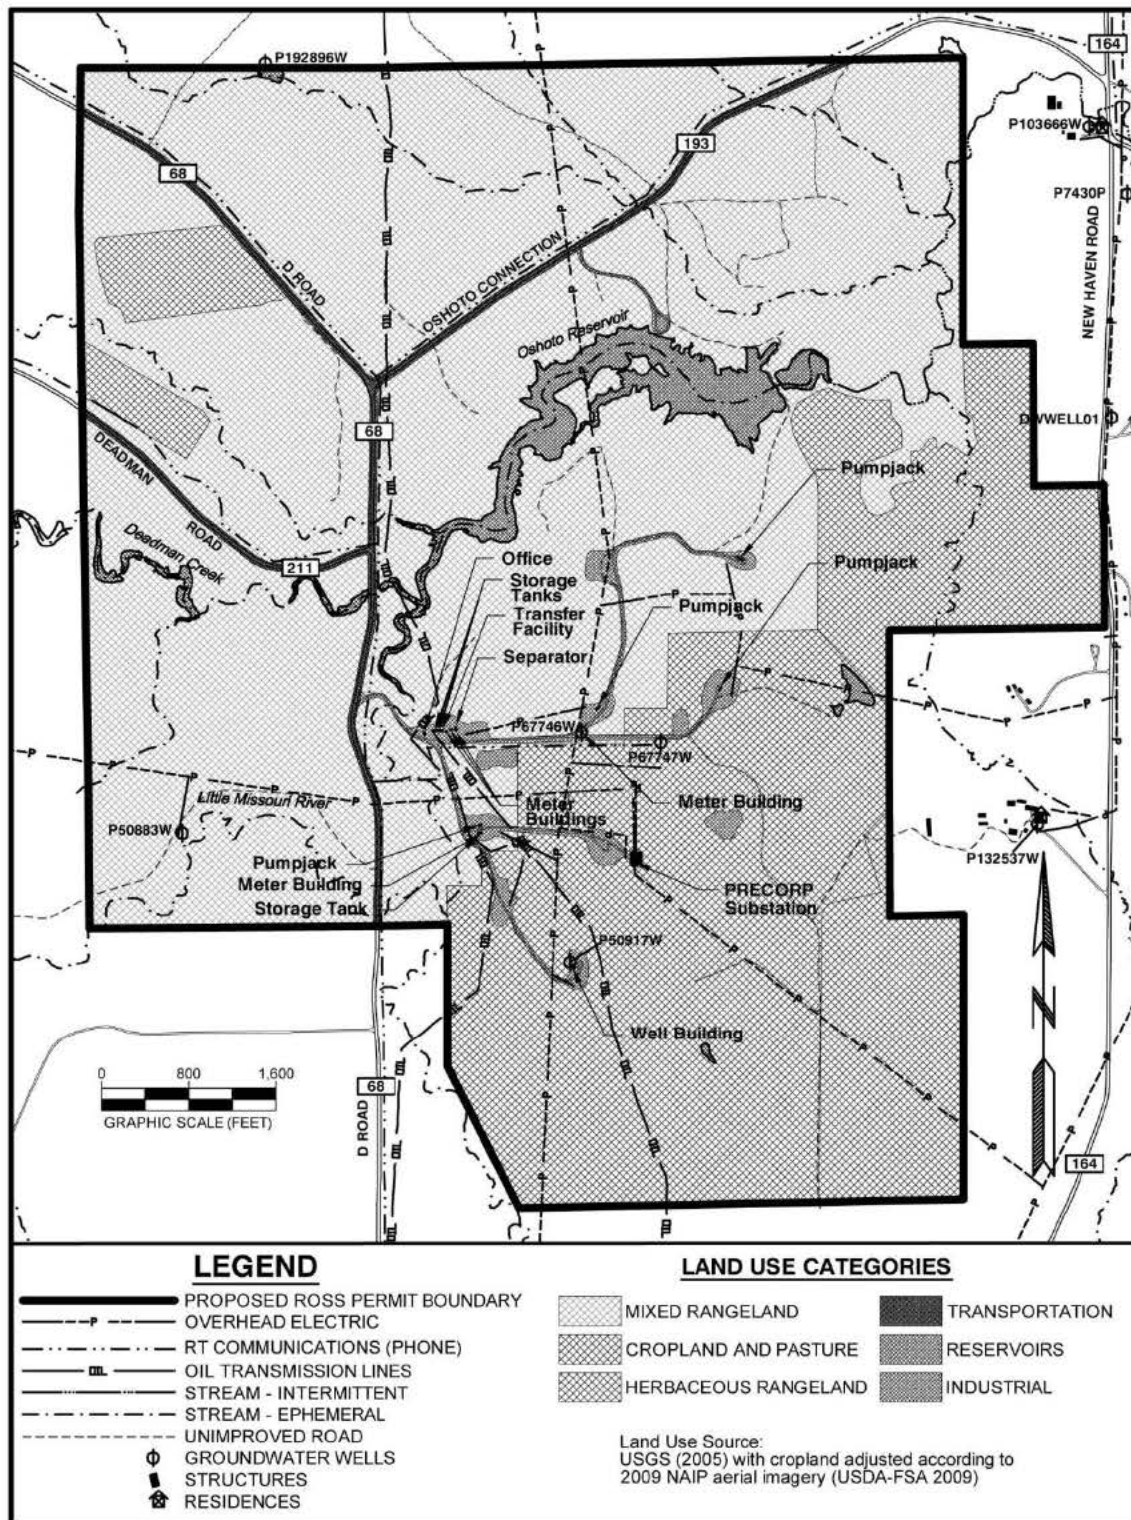 164
P192896W
P103666W
193
68
P7430P
NEW HAVEN ROAD
D ROAD
OSHOTO CONNECTION
Oshoto Reservoir
68
DWWELL01
DEADMAN
ROAD
Pumpjack
Deadman Creek
211
Office
Storage
Tanks
Transfer
Facility
Separator
Pumpjack
Pumpjack
P67746W
P67747W
Little Missouri River
P50883W
Meter
Buildings
Meter Building
Pumpjack
Meter Building
Storage Tank
PRECORP
Substation
P132537W
P50917W
Well Building
N
0 800 1,600
GRAPHIC SCALE (FEET)
68
D ROAD
164
LEGEND
PROPOSED ROSS PERMIT BOUNDARY
P OVERHEAD ELECTRIC
RT COMMUNICATIONS (PHONE)
OIL OIL TRANSMISSION LINES
STREAM - INTERMITTENT
STREAM - EPHEMERAL
UNIMPROVED ROAD
GROUNDWATER WELLS
STRUCTURES
RESIDENCES
LAND USE CATEGORIES
MIXED RANGELAND
CROPLAND AND PASTURE
HERBACEOUS RANGELAND
TRANSPORTATION
RESERVOIRS
INDUSTRIAL
Land Use Source:
USGS (2005) with cropland adjusted according to
2009 NAIP aerial imagery (USDA-FSA 2009)